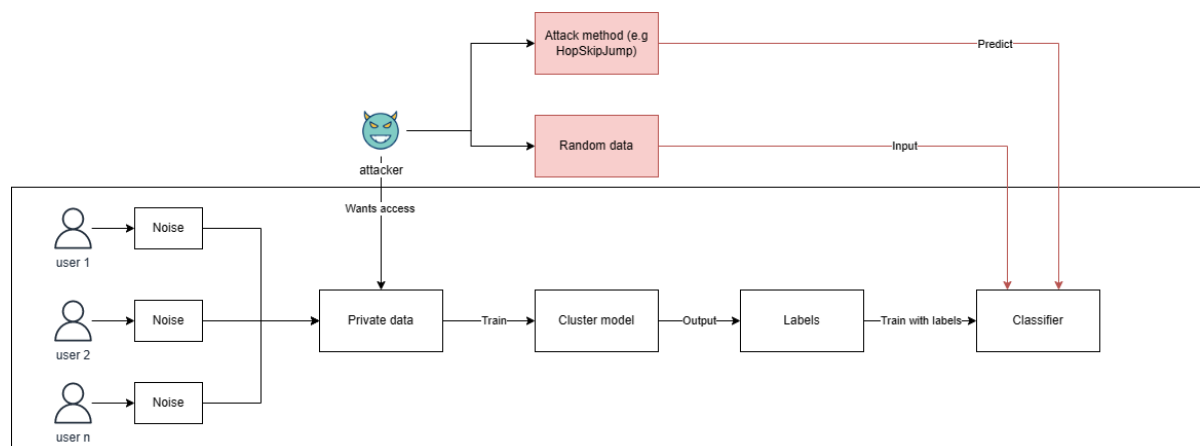 Attack method (e.g
HopSkipJump)
Predict
attacker
Random data
Input
Wants access
user 1
Noise
user 2
Noise
Private data
Train
Cluster model
Output
Labels
Train with labels
Classifier
user n
Noise